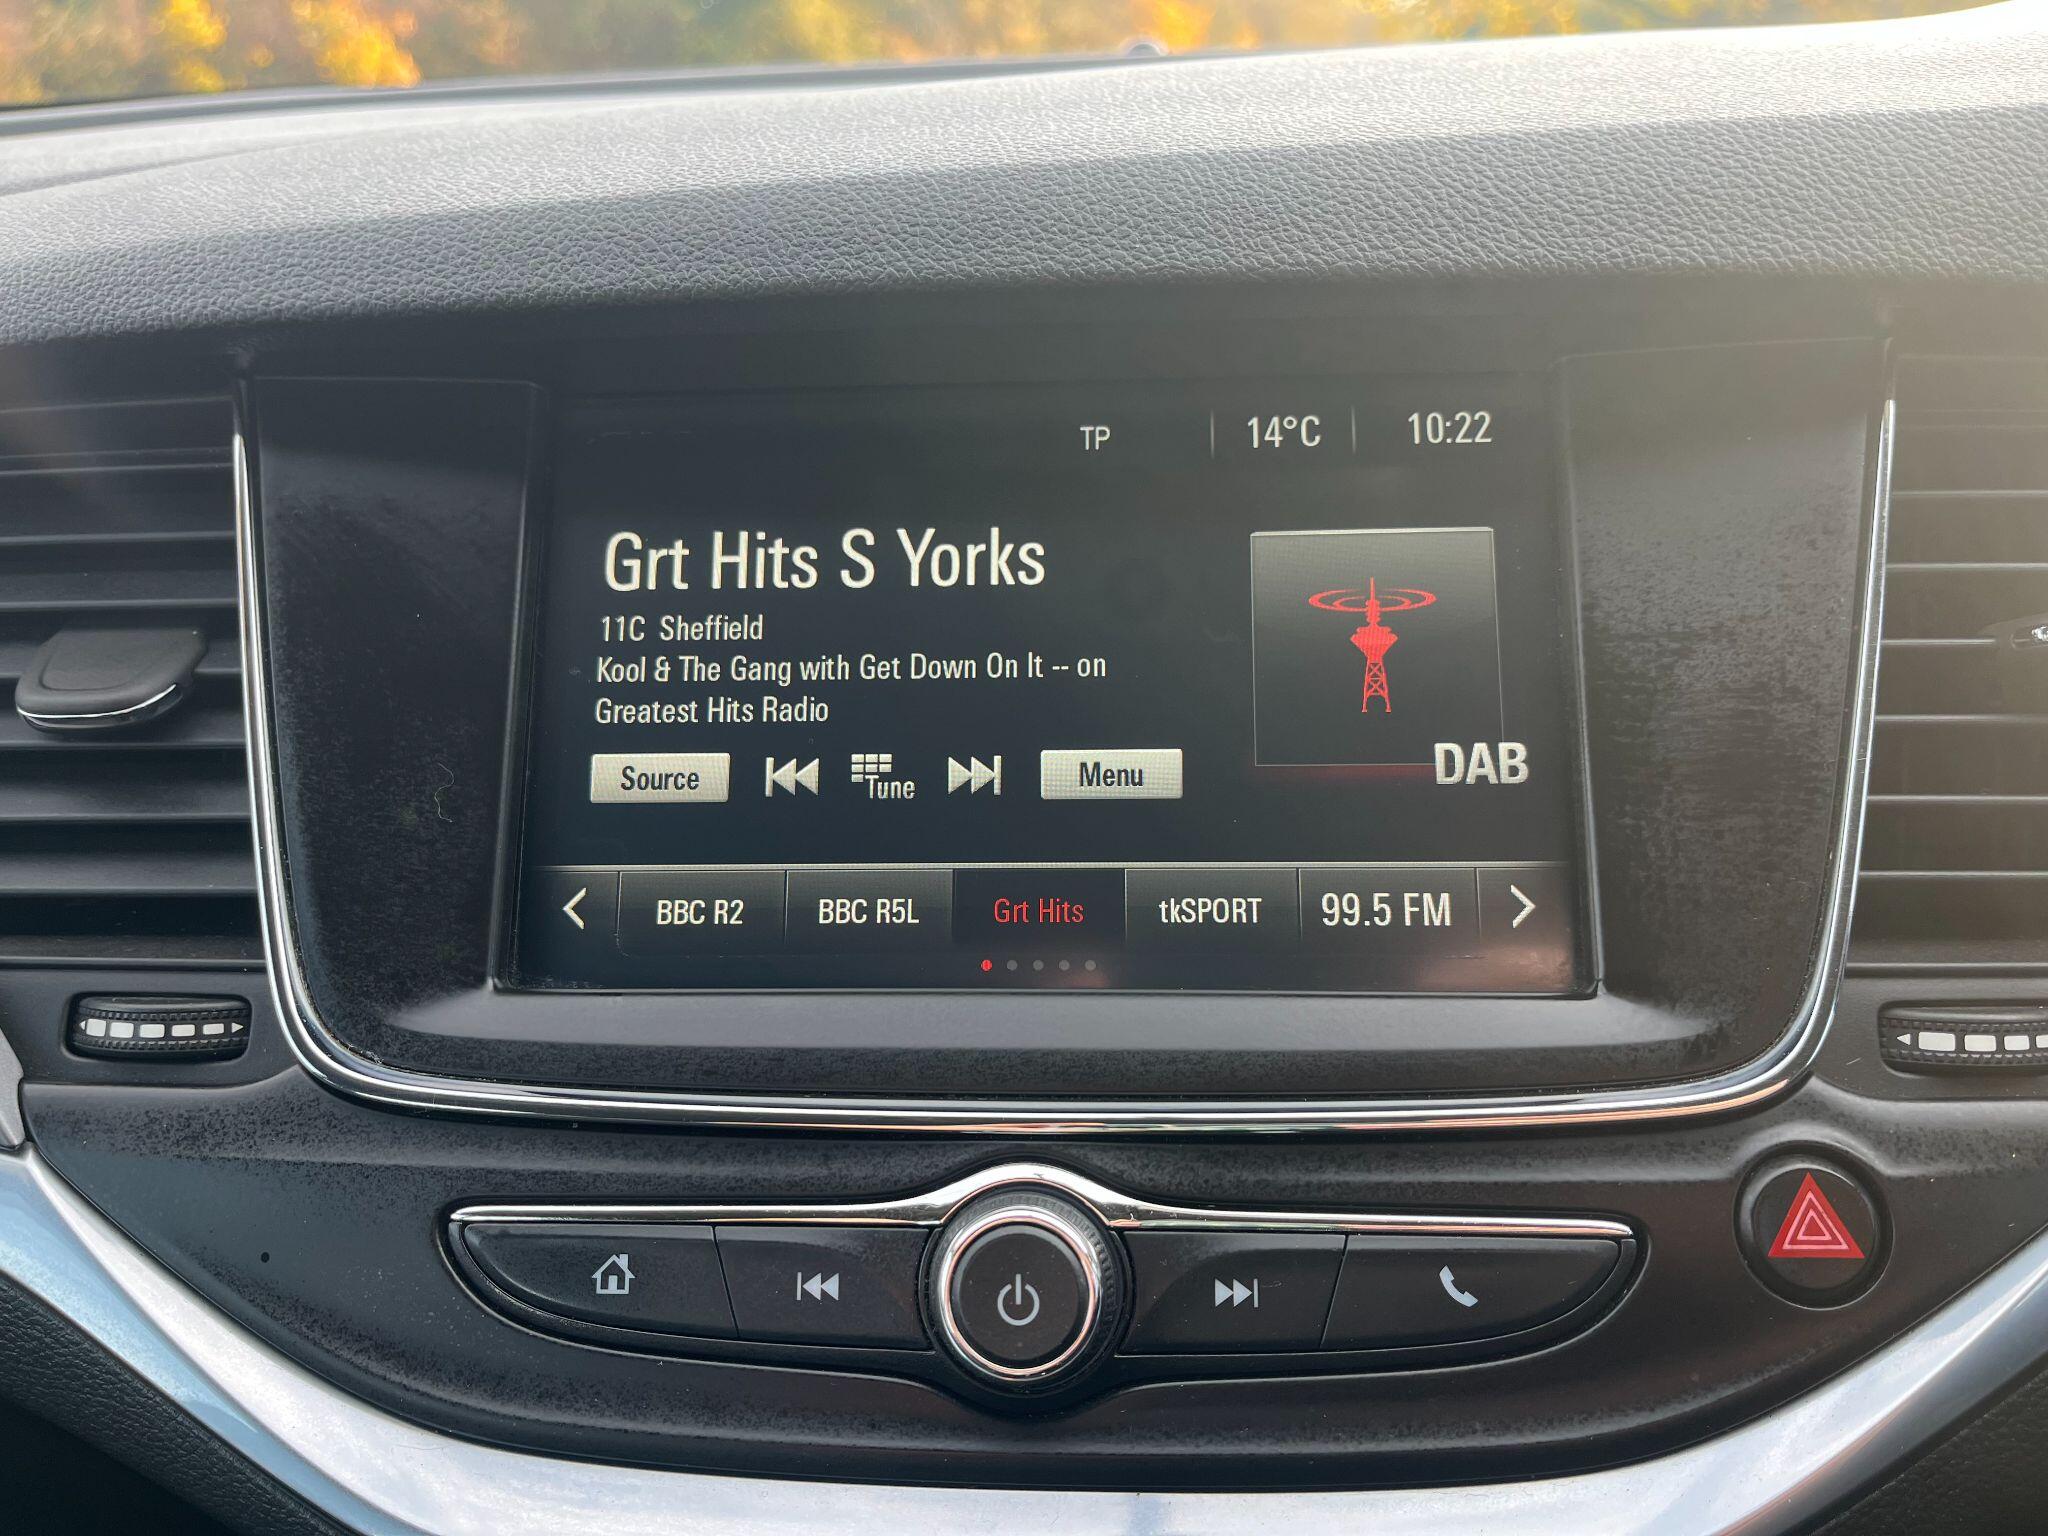 TP 14°C 10:22
Grt Hits S Yorks
11C Sheffield
Kool & The Gang with Get Down On It -- on
Greatest Hits Radio
Source Tune Menu
DAB
BBC R2 BBC R5L Grt Hits tkSPORT 99.5 FM